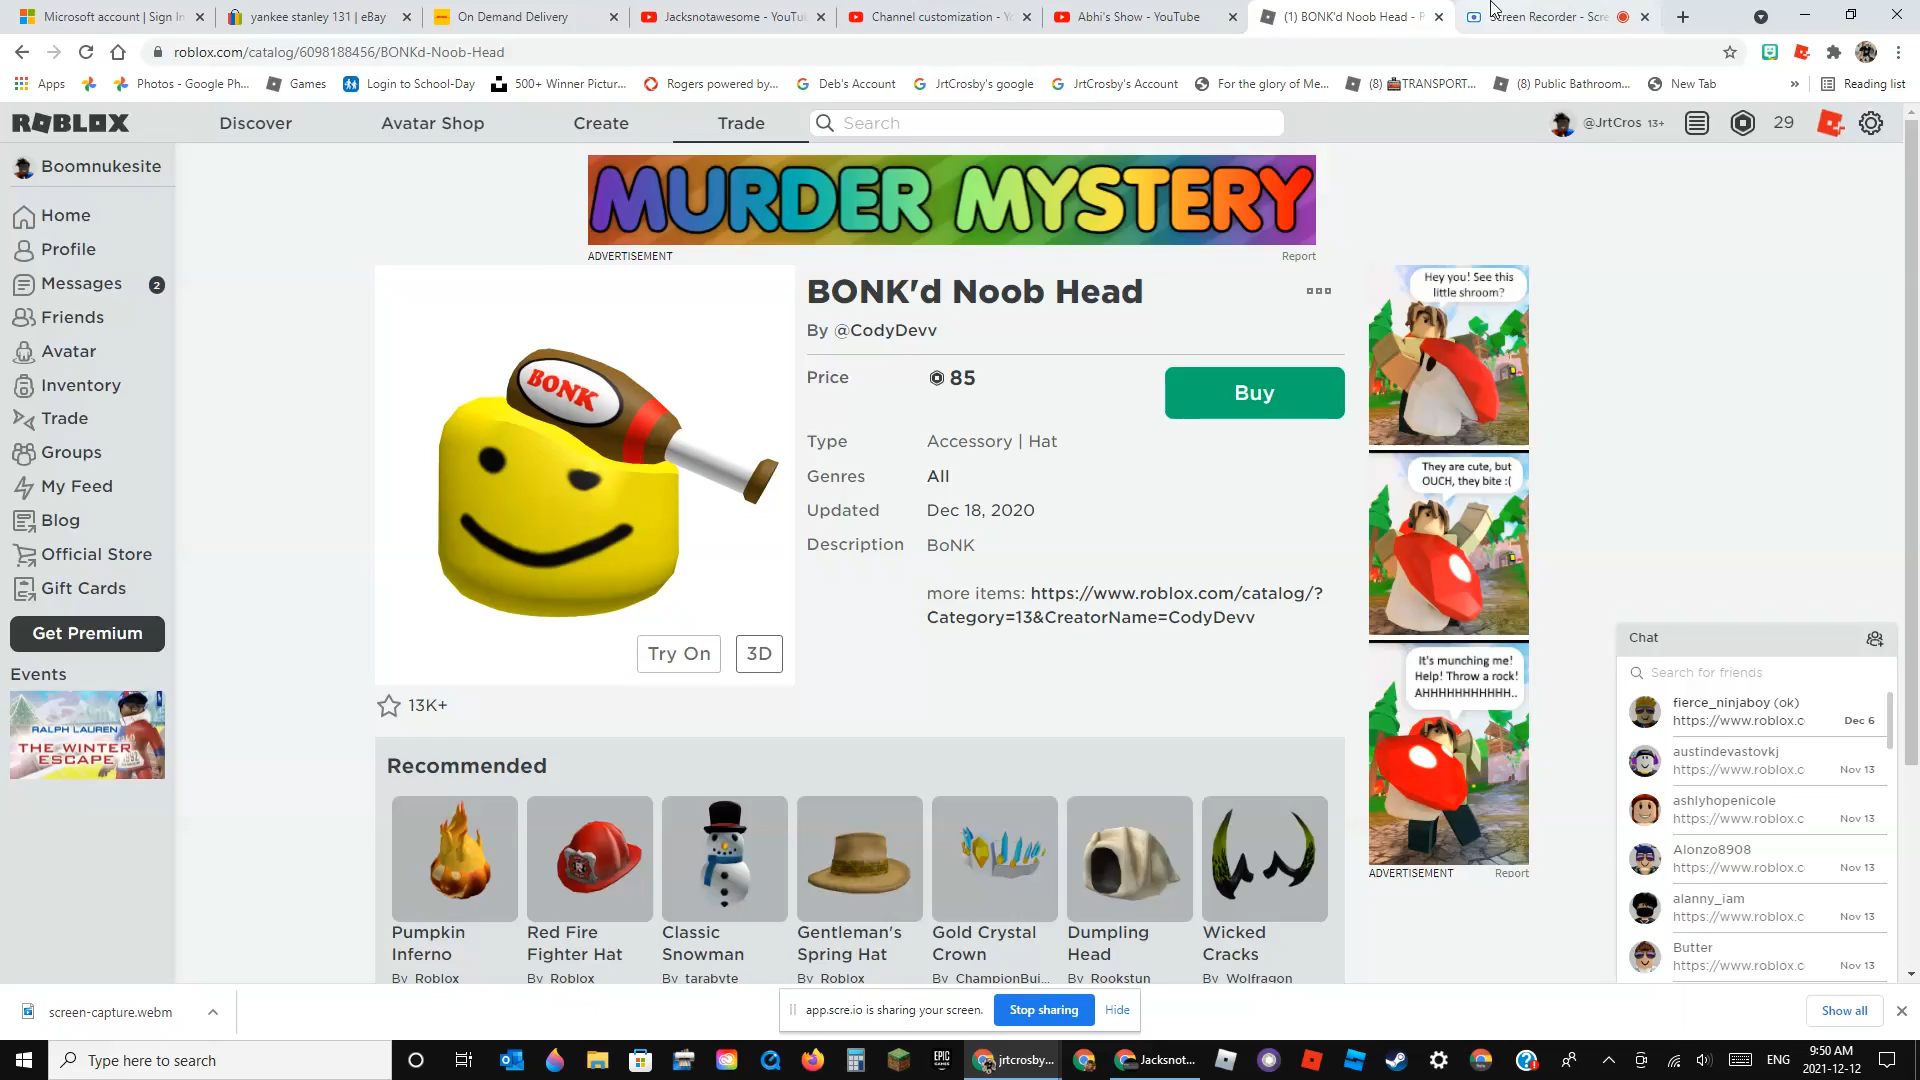 Microsoft account | Sign In
yankee stanley 131 | eBay
On Demand Delivery
Jacksnotawesome - YouTu
Channel customization - Yo
Abhi's Show - YouTube
(1) BONK'd Noob Head - R
Screen Recorder - Scre
roblox.com/catalog/6098188456/BONKd-Noob-Head
Apps
Photos - Google Ph...
Games
Login to School-Day
500+ Winner Pictur...
Rogers powered by...
Deb's Account
JrtCrosby's google
JrtCrosby's Account
For the glory of Me...
(8) TRANSPORT...
(8) Public Bathroom...
New Tab
»
Reading list
ROBLOX
Discover
Avatar Shop
Create
Trade
Search
@JrtCros 13+
29
Boomnukesite
Home
Profile
Messages 2
Friends
Avatar
Inventory
Trade
Groups
My Feed
Blog
Official Store
Gift Cards
Get Premium
Events
RALPH LAUREN
THE WINTER
ESCAPE
MURDER MYSTERY
ADVERTISEMENT
Report
BONK
Try On
3D
13K+
BONK'd Noob Head
By @CodyDevv
Price 85
Buy
Type Accessory | Hat
Genres All
Updated Dec 18, 2020
Description BoNK
more items: https://www.roblox.com/catalog/?
Category=13&CreatorName=CodyDevv
Hey you! See this
little shroom?
They are cute, but
OUCH, they bite :(
It's munching me!
Help! Throw a rock!
AHHHHHHHHHHH..
ADVERTISEMENT
Report
Recommended
Pumpkin
Inferno
By Roblox
Red Fire
Fighter Hat
By Roblox
Classic
Snowman
By tarabyte
Gentleman's
Spring Hat
By Roblox
Gold Crystal
Crown
By ChampionBui...
Dumpling
Head
By Rookstun
Wicked
Cracks
By Wolfragon
Chat
Search for friends
fierce_ninjaboy (ok)
https://www.roblox.c Dec 6
austindevastovkj
https://www.roblox.c Nov 13
ashlyhopenicole
https://www.roblox.c Nov 13
Alonzo8908
https://www.roblox.c Nov 13
alanny_iam
https://www.roblox.c Nov 13
Butter
https://www.roblox.c Nov 13
screen-capture.webm
app.scre.io is sharing your screen.
Stop sharing
Hide
Show all
Type here to search
EPIC
GAMES
jrtcrosby...
Jacksnot...
ENG
9:50 AM
2021-12-12